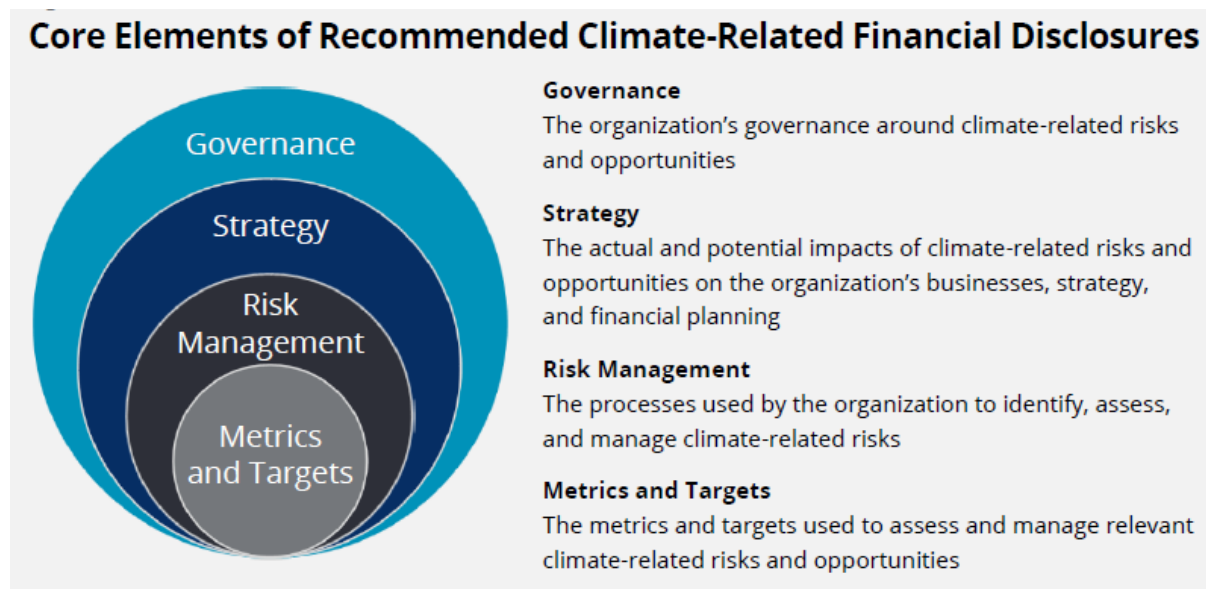 Core Elements of Recommended Climate-Related Financial Disclosures
Governance
Strategy
Risk
Management
Metrics
and Targets
Governance
The organization’s governance around climate-related risks
and opportunities
Strategy
The actual and potential impacts of climate-related risks and
opportunities on the organization’s businesses, strategy,
and financial planning
Risk Management
The processes used by the organization to identify, assess,
and manage climate-related risks
Metrics and Targets
The metrics and targets used to assess and manage relevant
climate-related risks and opportunities